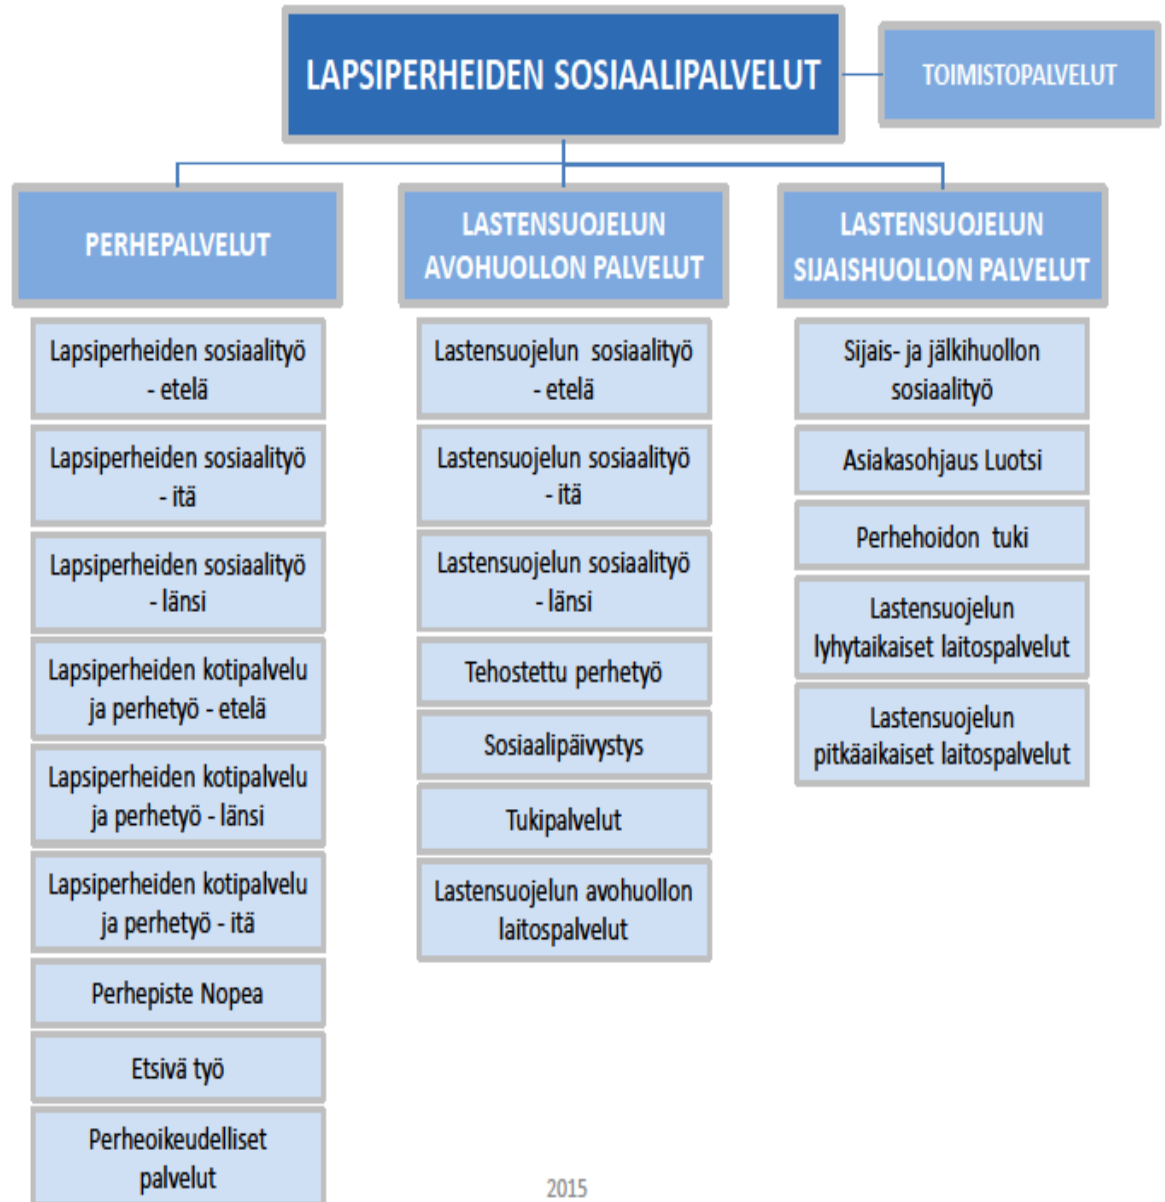 LAPSIPERHEIDEN SOSIAALIPALVELUT
TOIMISTOPALVELUT
PERHEPALVELUT
Lapsiperheiden sosiaalityö
- etelä
Lapsiperheiden sosiaalityö
- itä
Lapsiperheiden sosiaalityö
- länsi
Lapsiperheiden kotipalvelu
ja perhetyö - etelä
Lapsiperheiden kotipalvelu
ja perhetyö - länsi
Lapsiperheiden kotipalvelu
ja perhetyö - itä
Perhepiste Nopea
Etsivä työ
Perheoikeudelliset
palvelut
LASTENSUOJELUN
AVOHUOLLON PALVELUT
Lastensuojelun sosiaalityö
- etelä
Lastensuojelun sosiaalityö
- itä
Lastensuojelun sosiaalityö
- länsi
Tehostettu perhetyö
Sosiaalipäivystys
Tukipalvelut
Lastensuojelun avohuollon
laitospalvelut
LASTENSUOJELUN
SIJAISHUOLLON PALVELUT
Sijais- ja jälkihuollon
sosiaalityö
Asiakasohjaus Luotsi
Perhehoidon tuki
Lastensuojelun
lyhytaikaiset laitospalvelut
Lastensuojelun
pitkäaikaiset laitospalvelut
2015